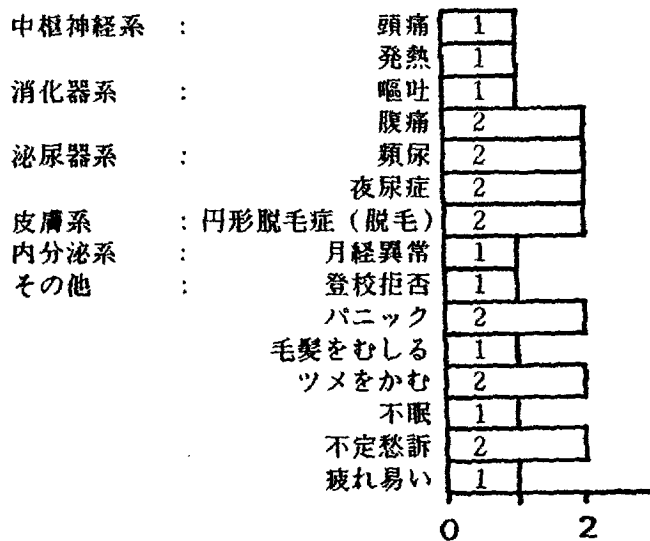 中枢神経系 : 頭痛 1
発熱 1
消化器系 : 嘔吐 1
腹痛 2
泌尿器系 : 頻尿 2
夜尿症 2
皮膚系 : 円形脱毛症(脱毛) 2
内分泌系 : 月経異常 1
その他 : 登校拒否 1
パニック 2
毛髪をむしる 1
ツメをかむ 2
不眠 1
不定愁訴 2
疲れ易い 1
0 2